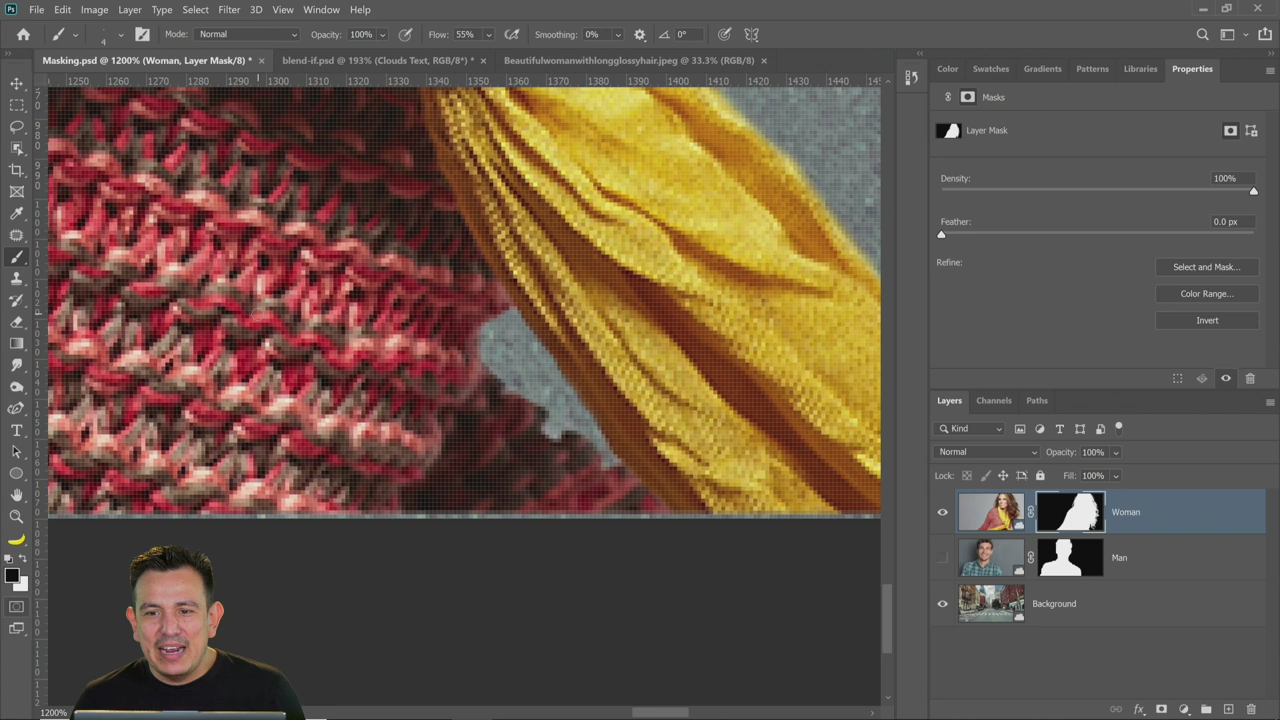 Ps File Edit Image Layer Type Select Filter 3D View Window Help
4 Mode: Normal Opacity: 100% Flow: 55% Smoothing: 0% 0°
Masking.psd @ 1200% (Woman, Layer Mask/8) * × blend-if.psd @ 193% (Clouds Text, RGB/8*) * × Beautifulwomanwithlongglossyhair.jpeg @ 33.3% (RGB/8) ×
Color Swatches Gradients Patterns Libraries Properties
1250 1260 1270 1280 1290 1300 1310 1320 1330 1340 1350 1360 1370 1380 1390 1400 1410 1420 1430 1440
Masks
Layer Mask
Density: 100%
Feather: 0.0 px
Refine: Select and Mask...
Color Range...
Invert
Layers Channels Paths
Kind
Normal Opacity: 100%
Lock: Fill: 100%
Woman
Man
Background
1200%